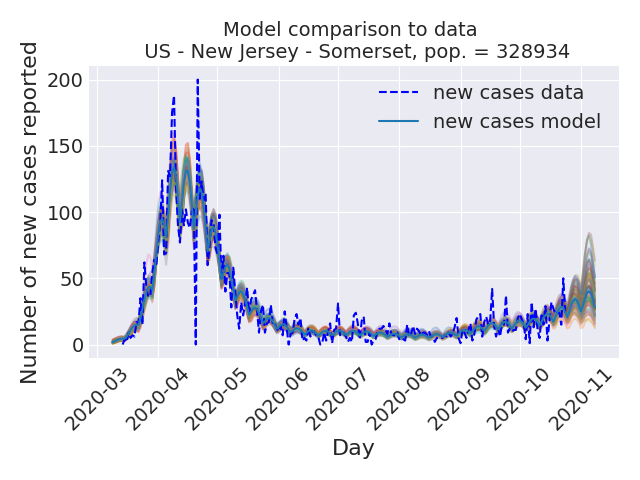 Model comparison to data
US - New Jersey - Somerset, pop. = 328934
Number of new cases reported
200
150
100
50
0
new cases data
new cases model
2020-03
2020-04
2020-05
2020-06
2020-07
2020-08
2020-09
2020-10
2020-11
Day